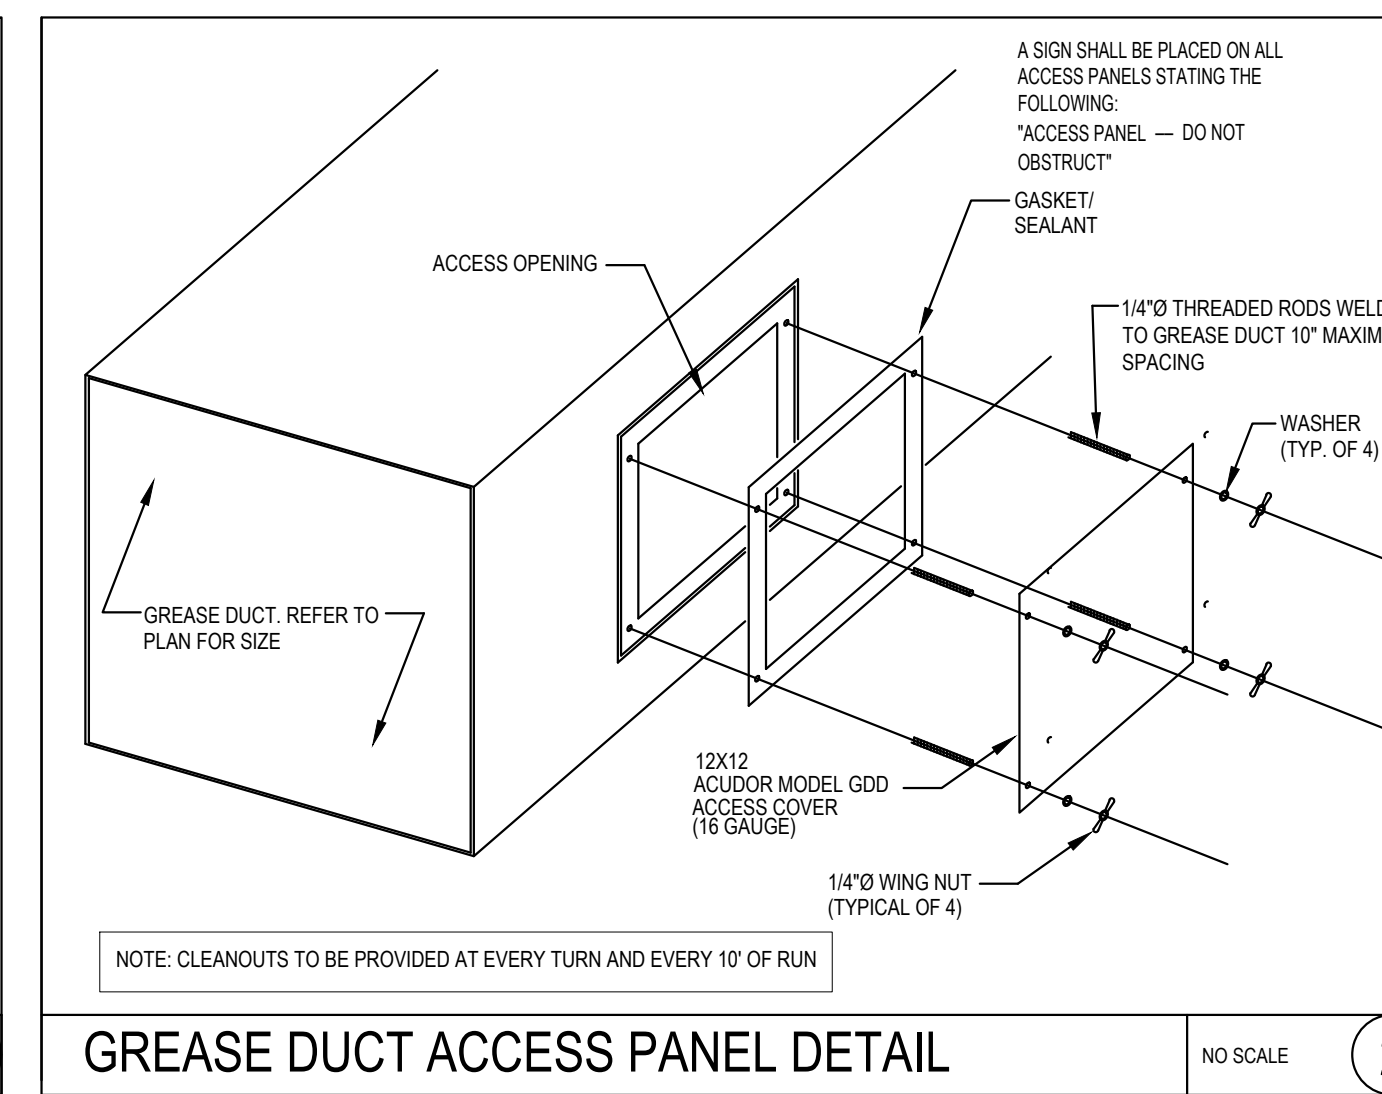 A SIGN SHALL BE PLACED ON ALL
ACCESS PANELS STATING THE
FOLLOWING:
"ACCESS PANEL — DO NOT
OBSTRUCT"
GASKET/
SEALANT
ACCESS OPENING
1/4"Ø THREADED RODS
TO GREASE DUCT 10"
SPACING
WASHER
(TYP. OF 4)
GREASE DUCT. REFER TO
PLAN FOR SIZE
12X12
ACUDOR MODEL GDD
ACCESS COVER
(16 GAUGE)
1/4"Ø WING NUT
(TYPICAL OF 4)
NOTE: CLEANOUTS TO BE PROVIDED AT EVERY TURN AND EVERY 10' OF RUN
GREASE DUCT ACCESS PANEL DETAIL
NO SCALE